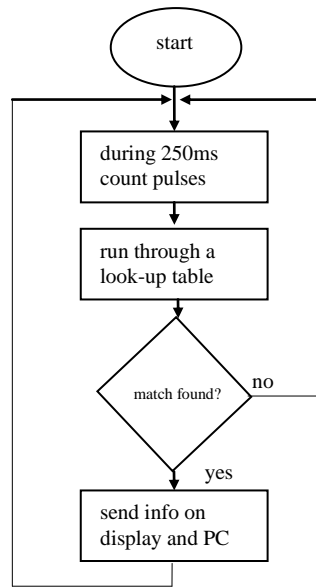 start
during 250ms
count pulses
run through a
look-up table
match found?
no
yes
send info on
display and PC